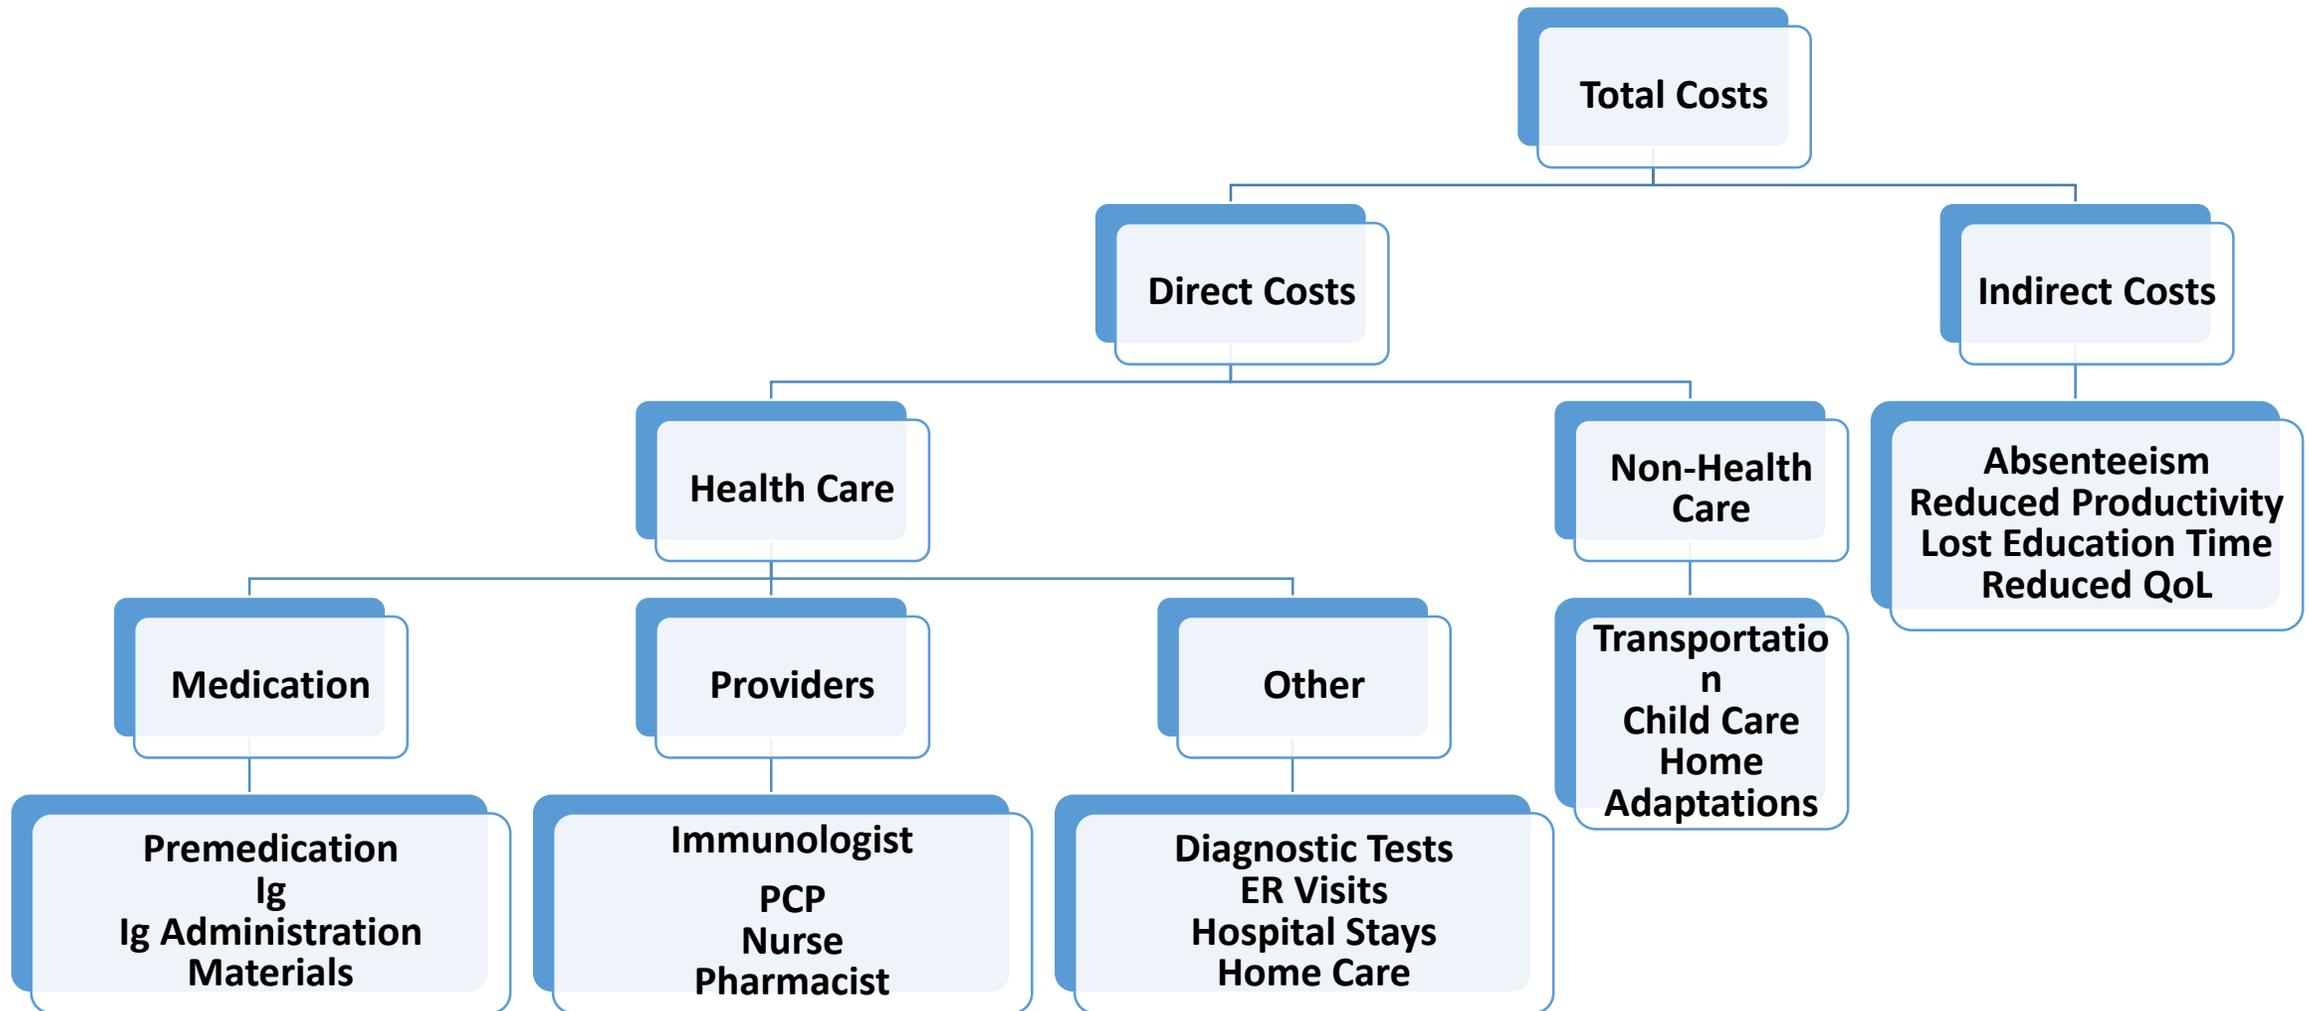 Total Costs
Direct Costs
Indirect Costs
Health Care
Non-Health
Care
Absenteeism
Reduced Productivity
Lost Education Time
Reduced QoL
Medication
Providers
Other
Transportatio
n
Child Care
Home
Adaptations
Premedication
Ig
Ig Administration
Materials
Immunologist
PCP
Nurse
Pharmacist
Diagnostic Tests
ER Visits
Hospital Stays
Home Care